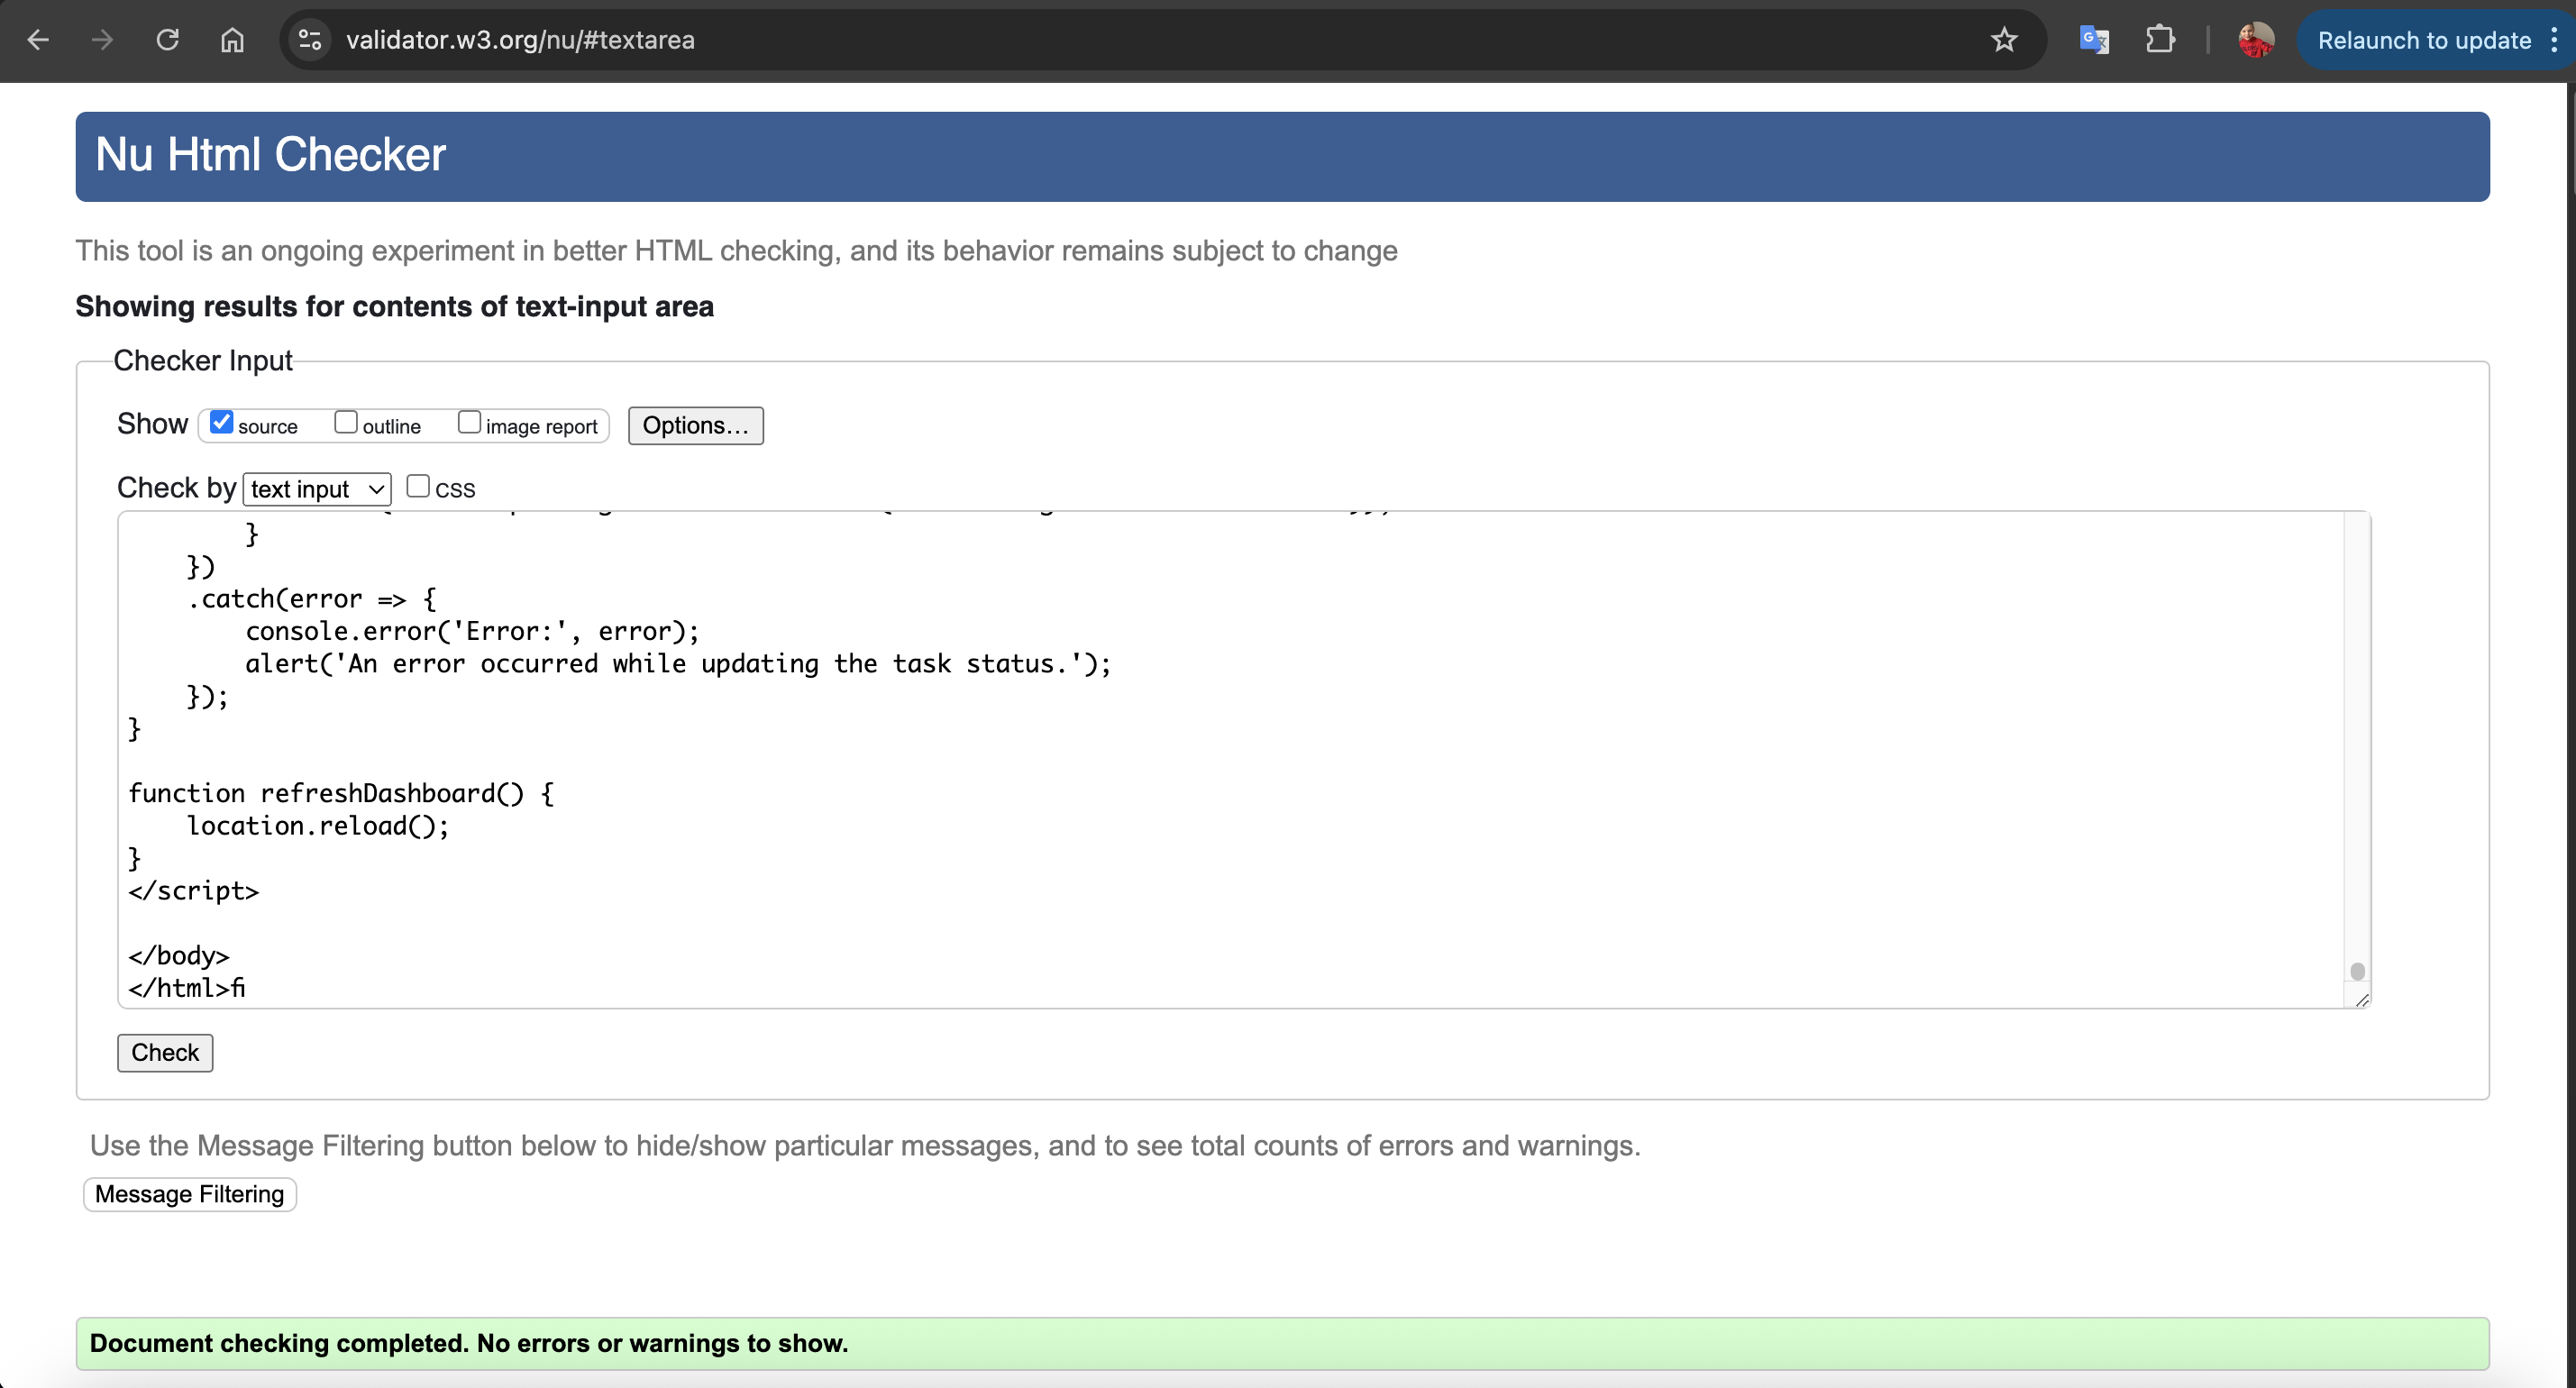 validator.w3.org/nu/#textarea
Relaunch to update
Nu Html Checker
This tool is an ongoing experiment in better HTML checking, and its behavior remains subject to change
Showing results for contents of text-input area
Checker Input
Show source outline image report Options...
Check by text input CSS
}
})
.catch(error => {
console.error('Error:', error);
alert('An error occurred while updating the task status.');
});
}
function refreshDashboard() {
location.reload();
}
</script>
</body>
</html>fi
Check
Use the Message Filtering button below to hide/show particular messages, and to see total counts of errors and warnings.
Message Filtering
Document checking completed. No errors or warnings to show.